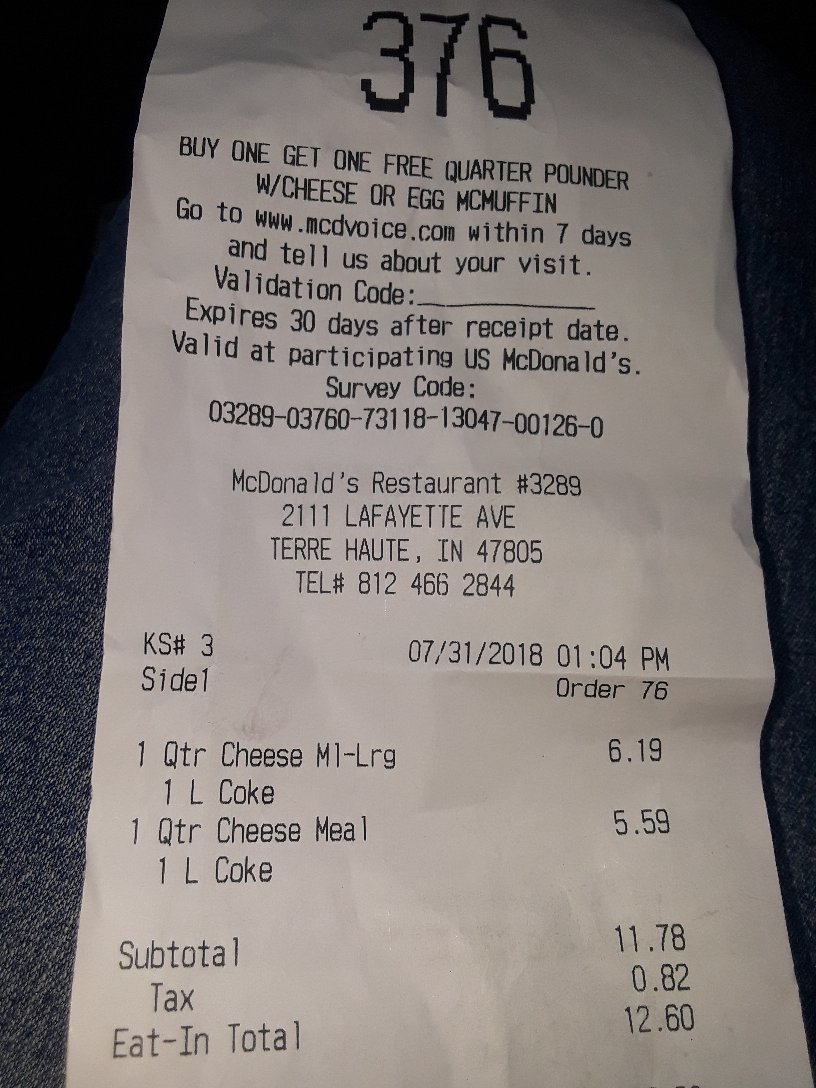 376
BUY ONE GET ONE FREE QUARTER POUNDER
W/CHEESE OR EGG MCMUFFIN
Go to www.mcdvoice.com within 7 days
and tell us about your visit.
Validation Code:____________
Expires 30 days after receipt date.
Valid at participating US McDonald's.
Survey Code:
03289-03760-73118-13047-00126-0
McDonald's Restaurant #3289
2111 LAFAYETTE AVE
TERRE HAUTE, IN 47805
TEL# 812 466 2844
KS# 3 07/31/2018 01:04 PM
Side1 Order 76
1 Qtr Cheese Ml-Lrg 6.19
1 L Coke
1 Qtr Cheese Meal 5.59
1 L Coke
Subtotal 11.78
Tax 0.82
Eat-In Total 12.60